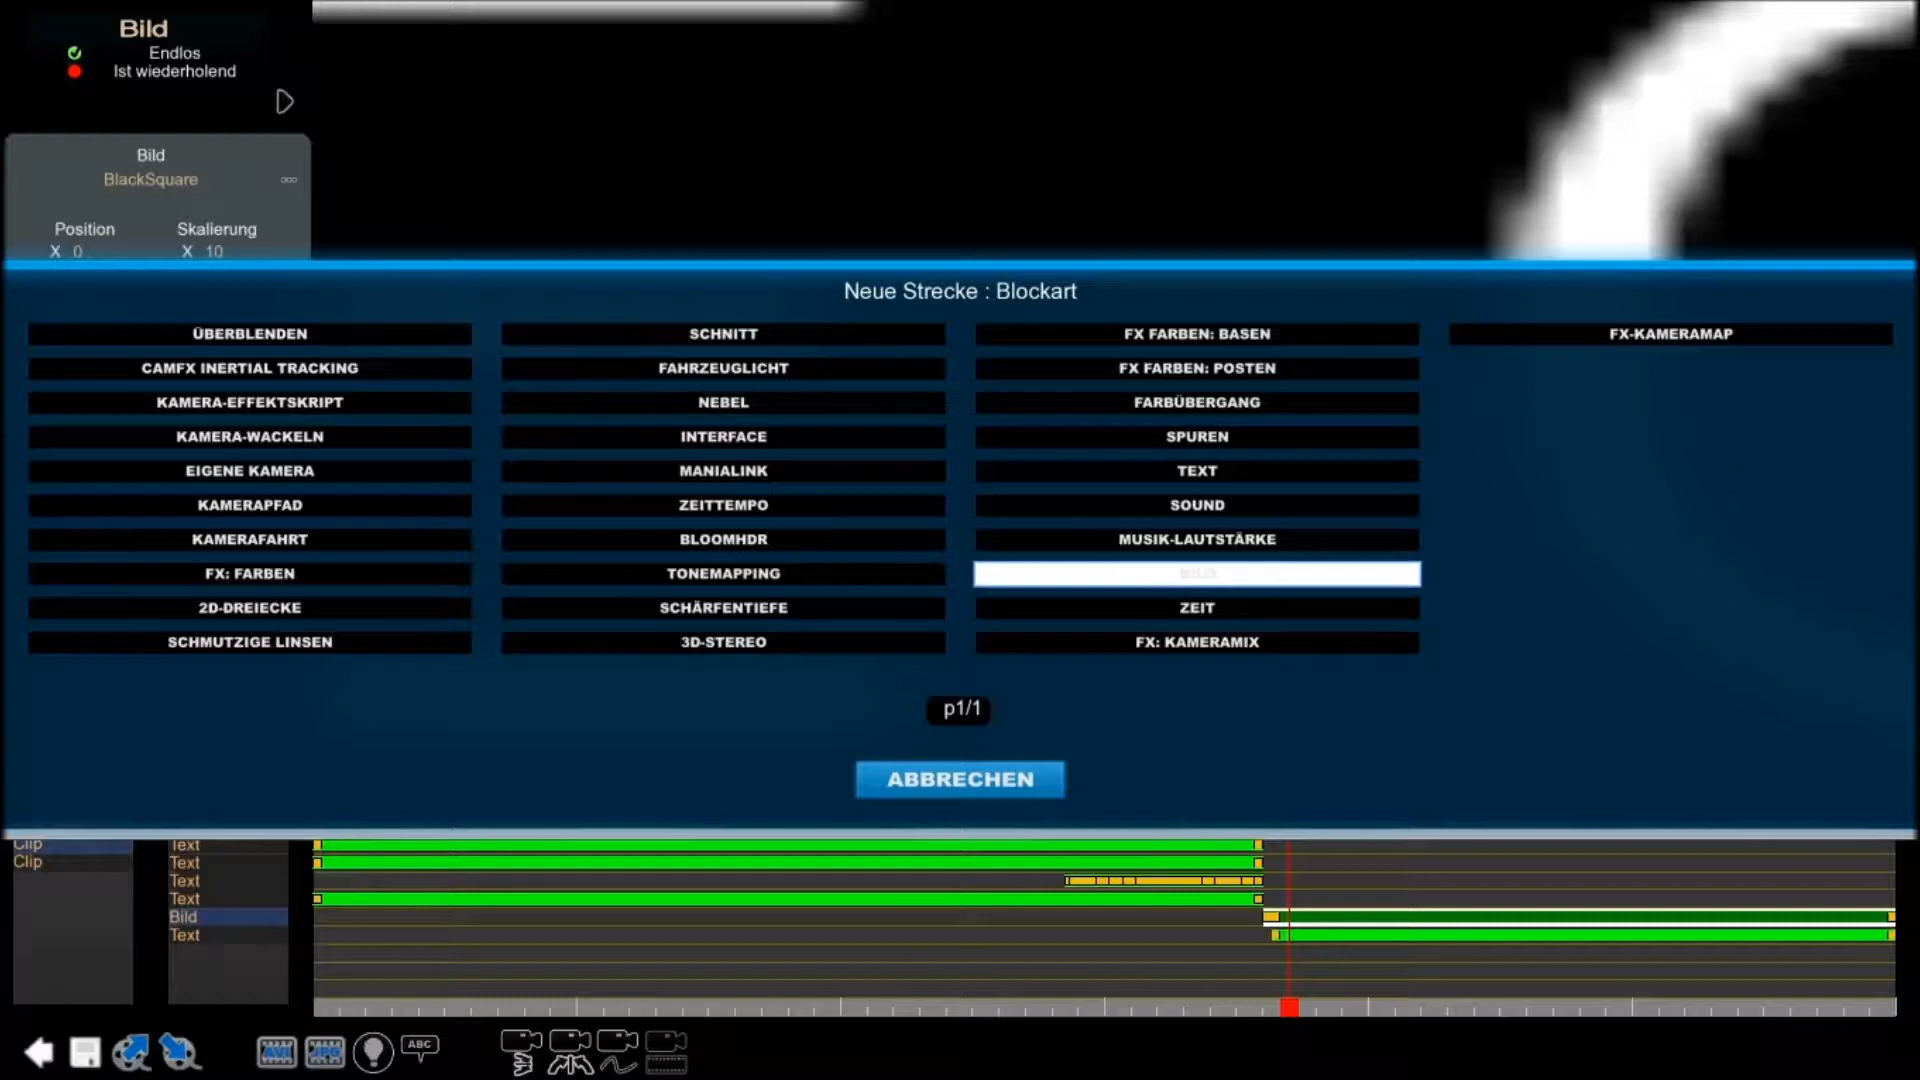 Bild
Endlos
Ist wiederholend
Bild
BlackSquare
Position Skalierung
X 0 X 10
Neue Strecke : Blockart
ÜBERBLENDEN
CAMFX INERTIAL TRACKING
KAMERA-EFFEKTSKRIPT
KAMERA-WACKELN
EIGENE KAMERA
KAMERAPFAD
KAMERAFAHRT
FX: FARBEN
2D-DREIECKE
SCHMUTZIGE LINSEN
SCHNITT
FAHRZEUGLICHT
NEBEL
INTERFACE
MANIALINK
ZEITTEMPO
BLOOMHDR
TONEMAPPING
SCHÄRFENTIEFE
3D-STEREO
FX FARBEN: BASEN
FX FARBEN: POSTEN
FARBÜBERGANG
SPUREN
TEXT
SOUND
MUSIK-LAUTSTÄRKE
ZEIT
FX: KAMERAMIX
FX-KAMERAMAP
p1/1
ABBRECHEN
Clip
Clip
Text
Text
Text
Text
Bild
Text
AVI
JPG
ABC